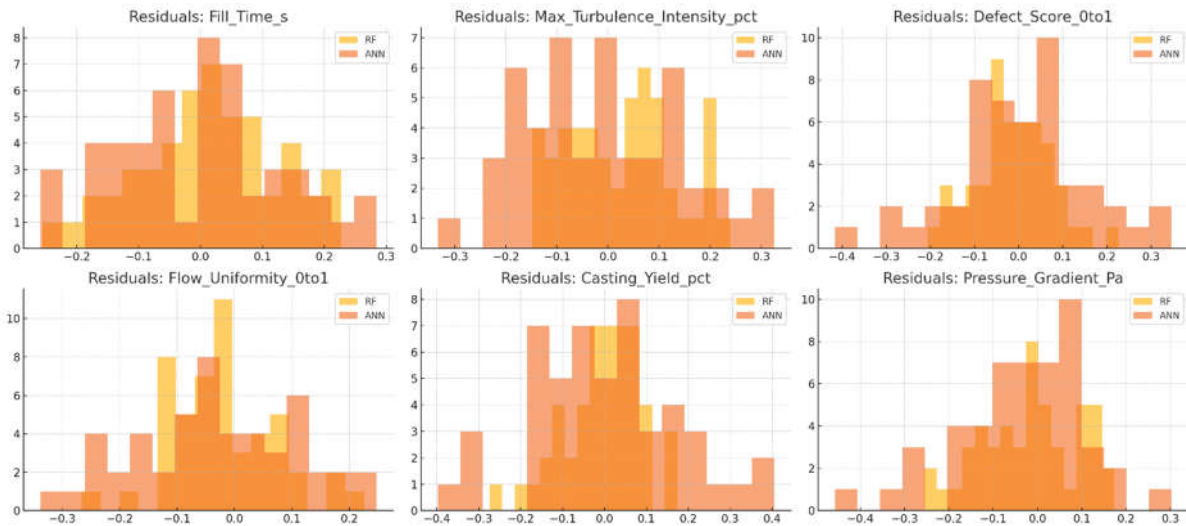 Residuals: Fill_Time_s
RF
ANN
8
7
6
5
4
3
2
1
0
−0.2 −0.1 0.0 0.1 0.2 0.3
Residuals: Max_Turbulence_Intensity_pct
RF
ANN
7
6
5
4
3
2
1
0
−0.3 −0.2 −0.1 0.0 0.1 0.2 0.3
Residuals: Defect_Score_0to1
RF
ANN
10
8
6
4
2
0
−0.4 −0.3 −0.2 −0.1 0.0 0.1 0.2 0.3
Residuals: Flow_Uniformity_0to1
RF
ANN
10
8
6
4
2
0
−0.3 −0.2 −0.1 0.0 0.1 0.2
Residuals: Casting_Yield_pct
RF
ANN
8
7
6
5
4
3
2
1
0
−0.4 −0.3 −0.2 −0.1 0.0 0.1 0.2 0.3 0.4
Residuals: Pressure_Gradient_Pa
RF
ANN
10
8
6
4
2
0
−0.4 −0.3 −0.2 −0.1 0.0 0.1 0.2 0.3